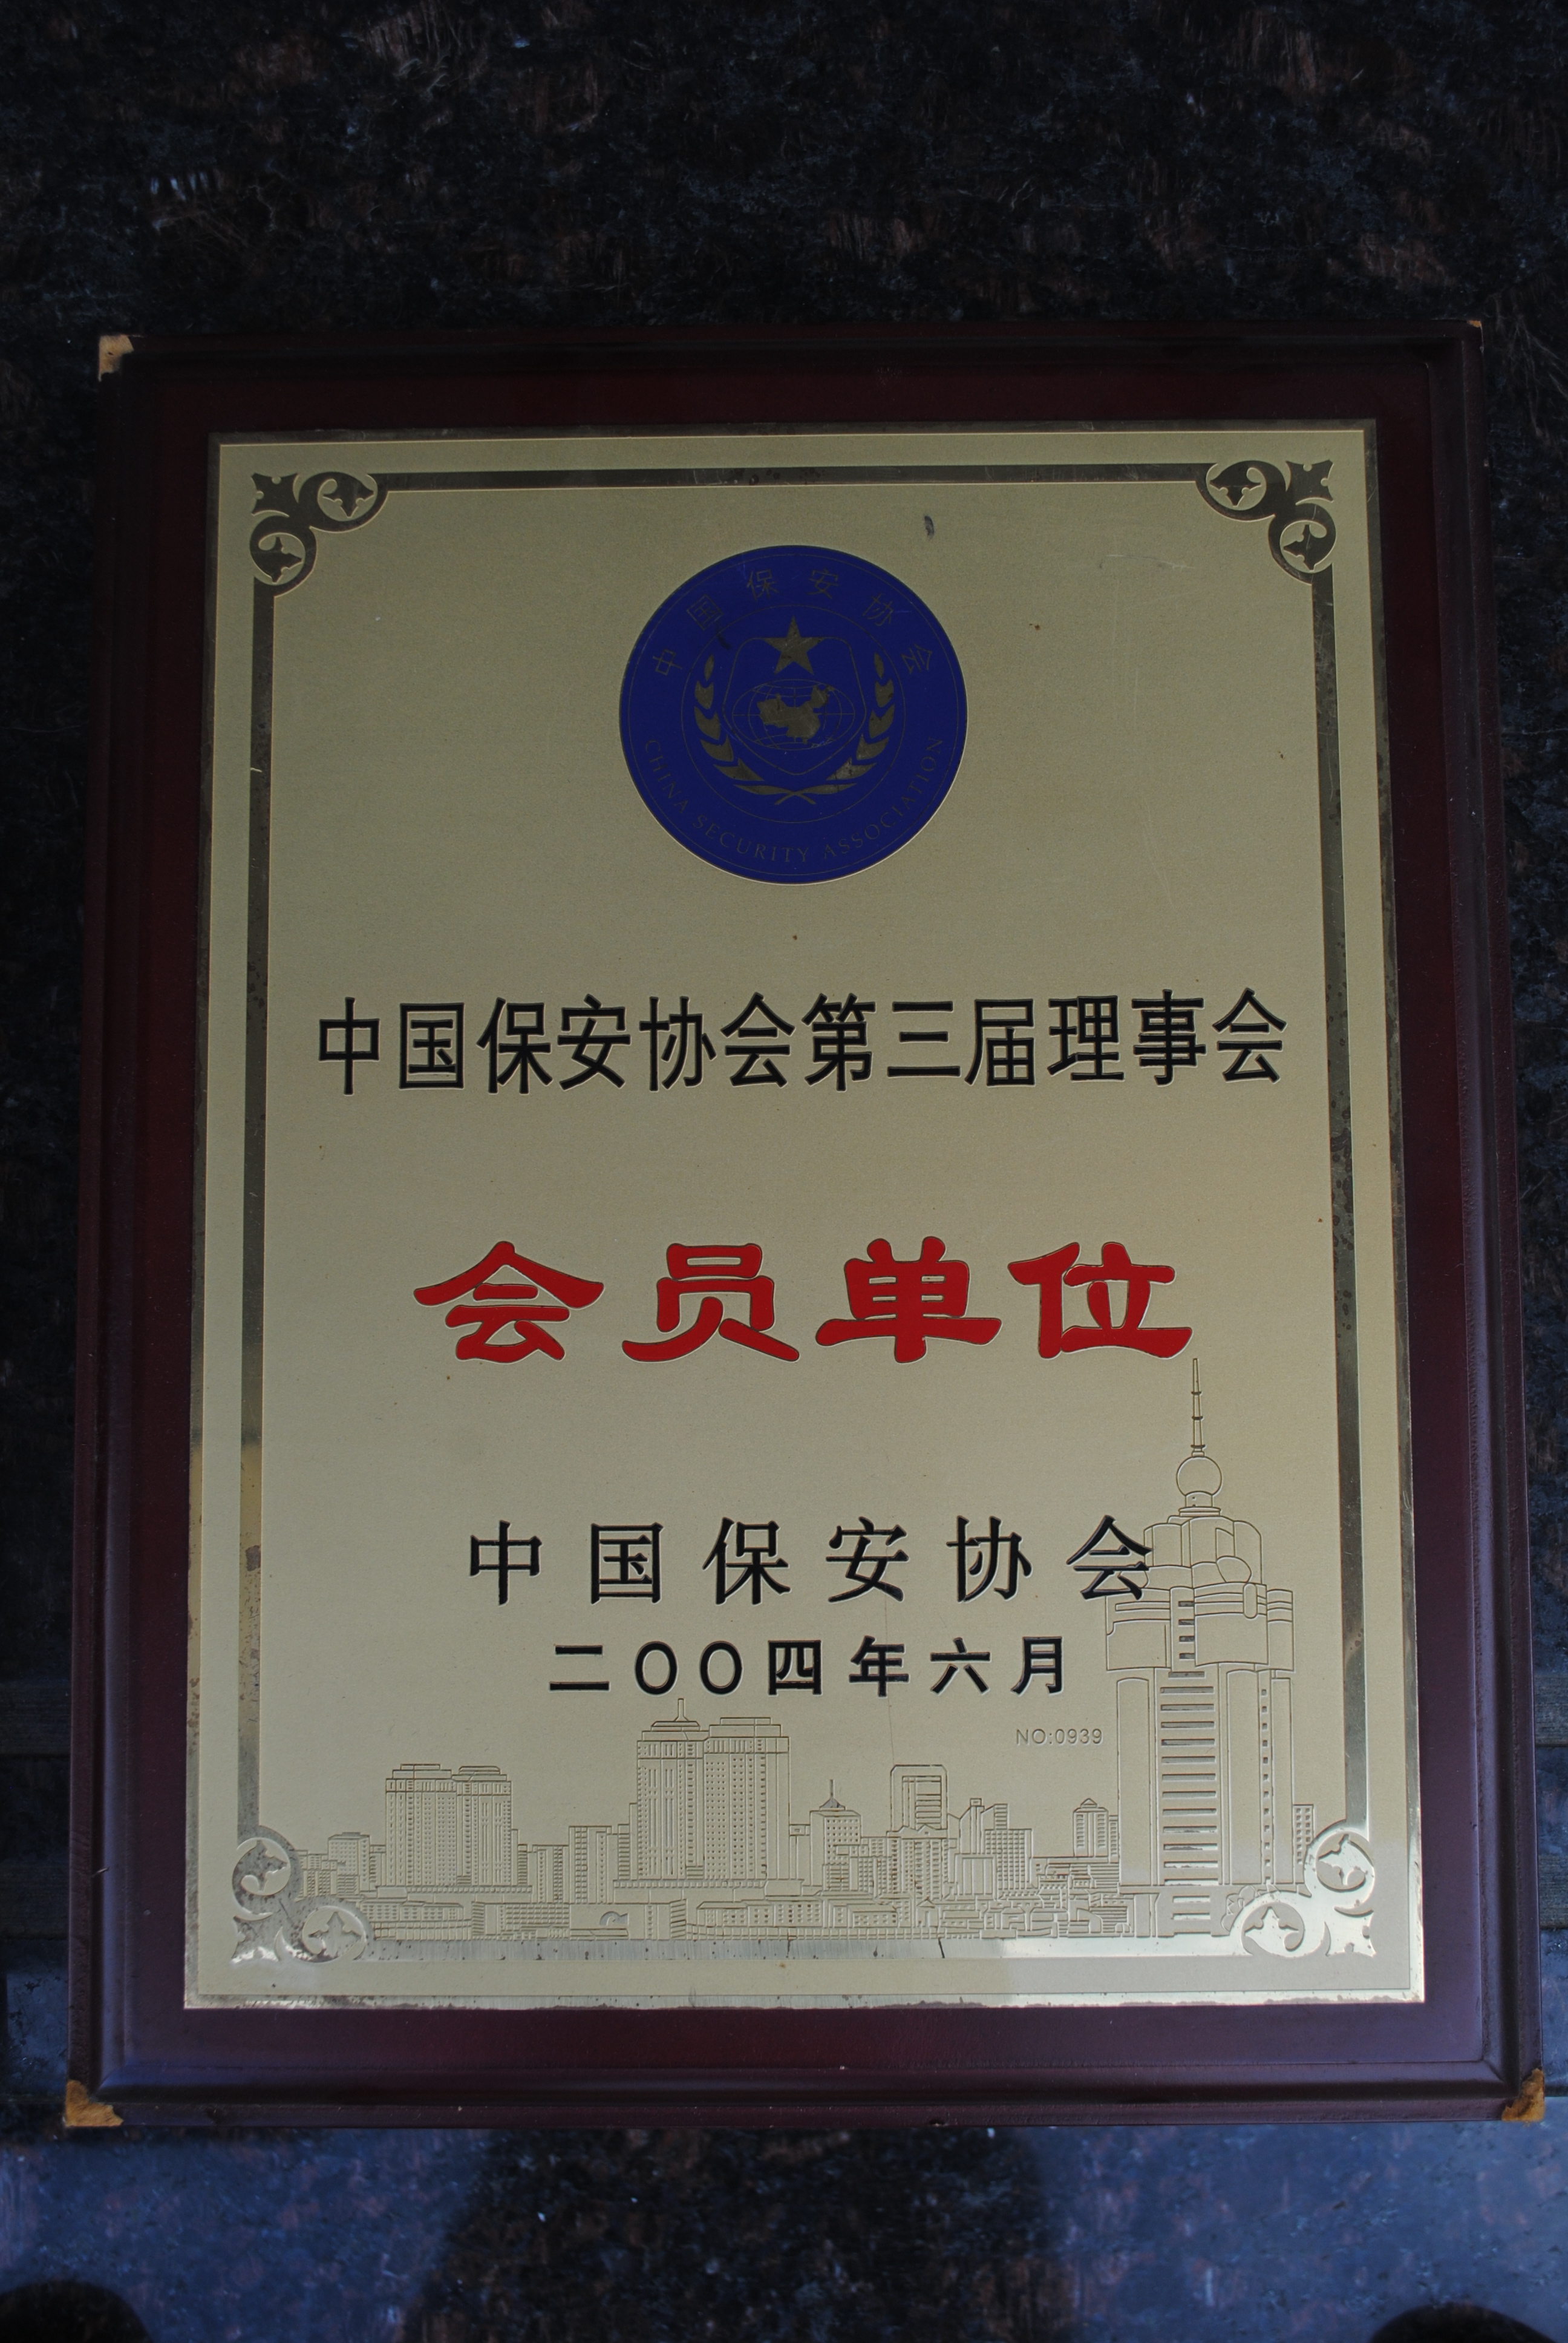 中国保安协会
CHINA SECURITY ASSOCIATION
中国保安协会第三届理事会
会员单位
中国保安协会
二〇〇四年六月
NO:0939